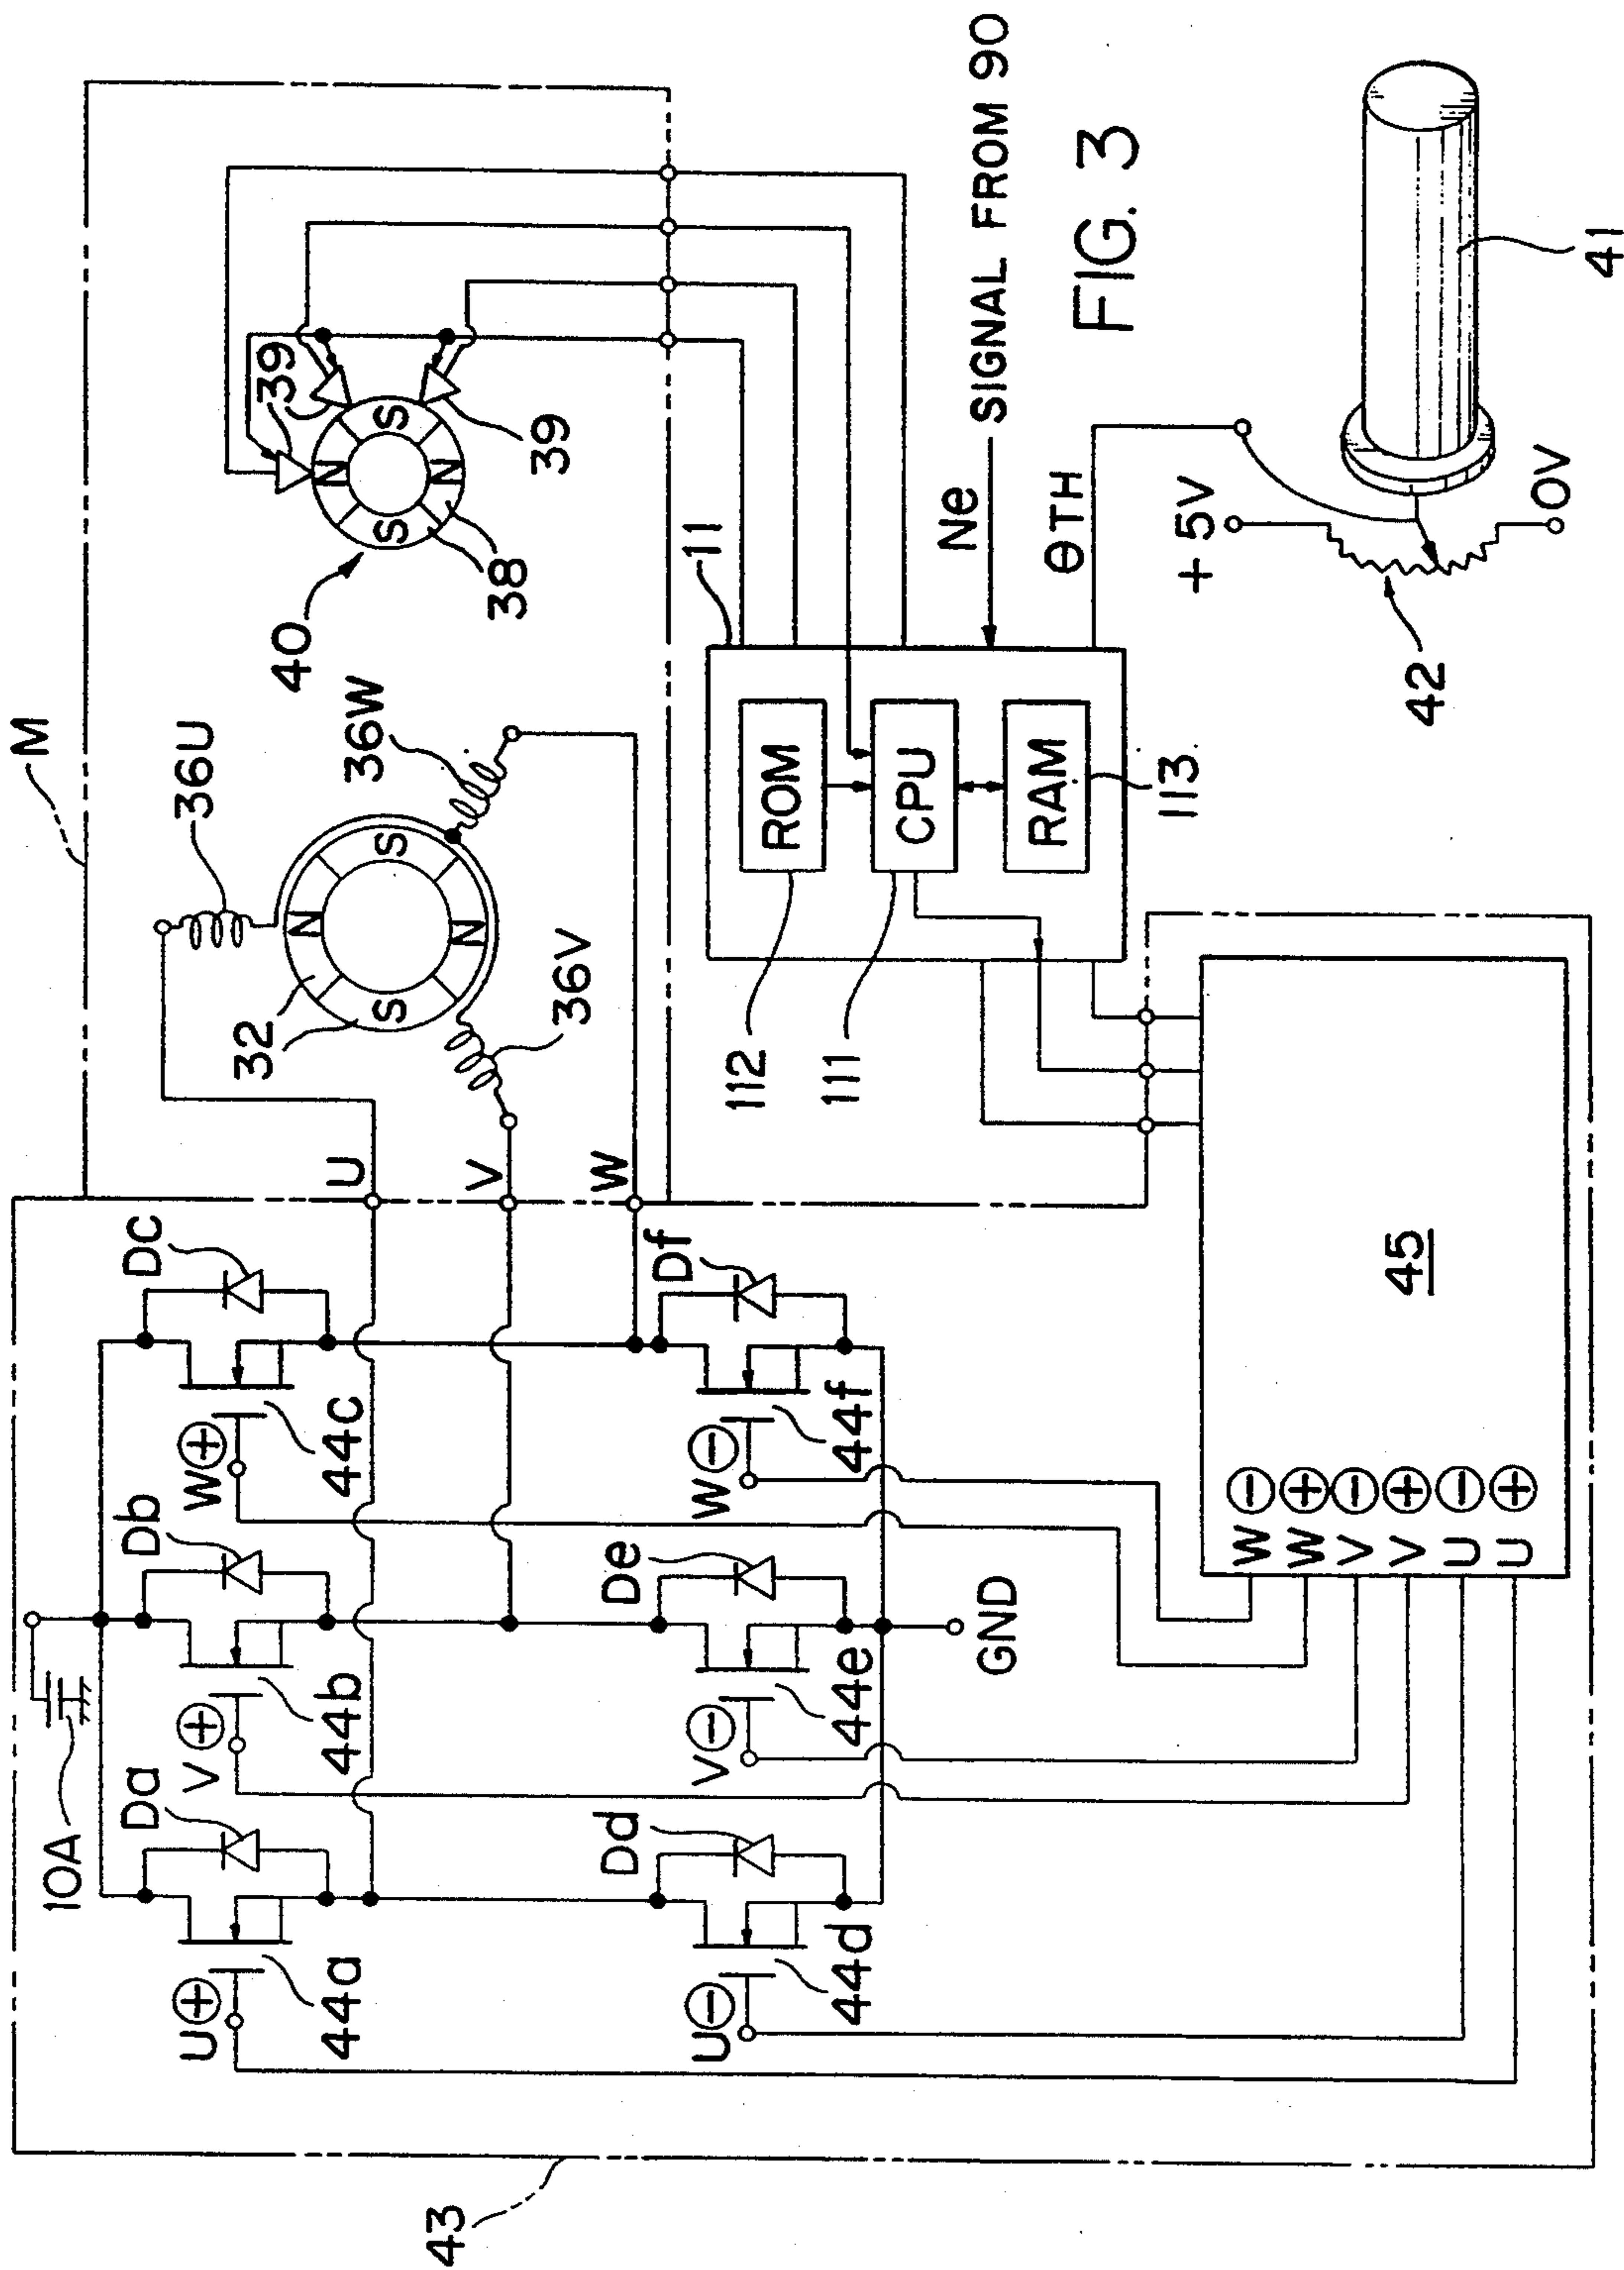 M
36U
36W
36V
32
40
39
39
38
U
V
W
11
ROM
CPU
RAM
112
111
113
Ne
SIGNAL FROM 90
θTH
FIG. 3
+5V
0V
42
41
10A
Da
Db
Dc
Dd
De
Df
U⊕
V⊕
W⊕
44a
44b
44c
U⊖
V⊖
W⊖
44d
44e
44f
GND
45
W⊖
W⊕
V⊖
V⊕
U⊖
U⊕
43